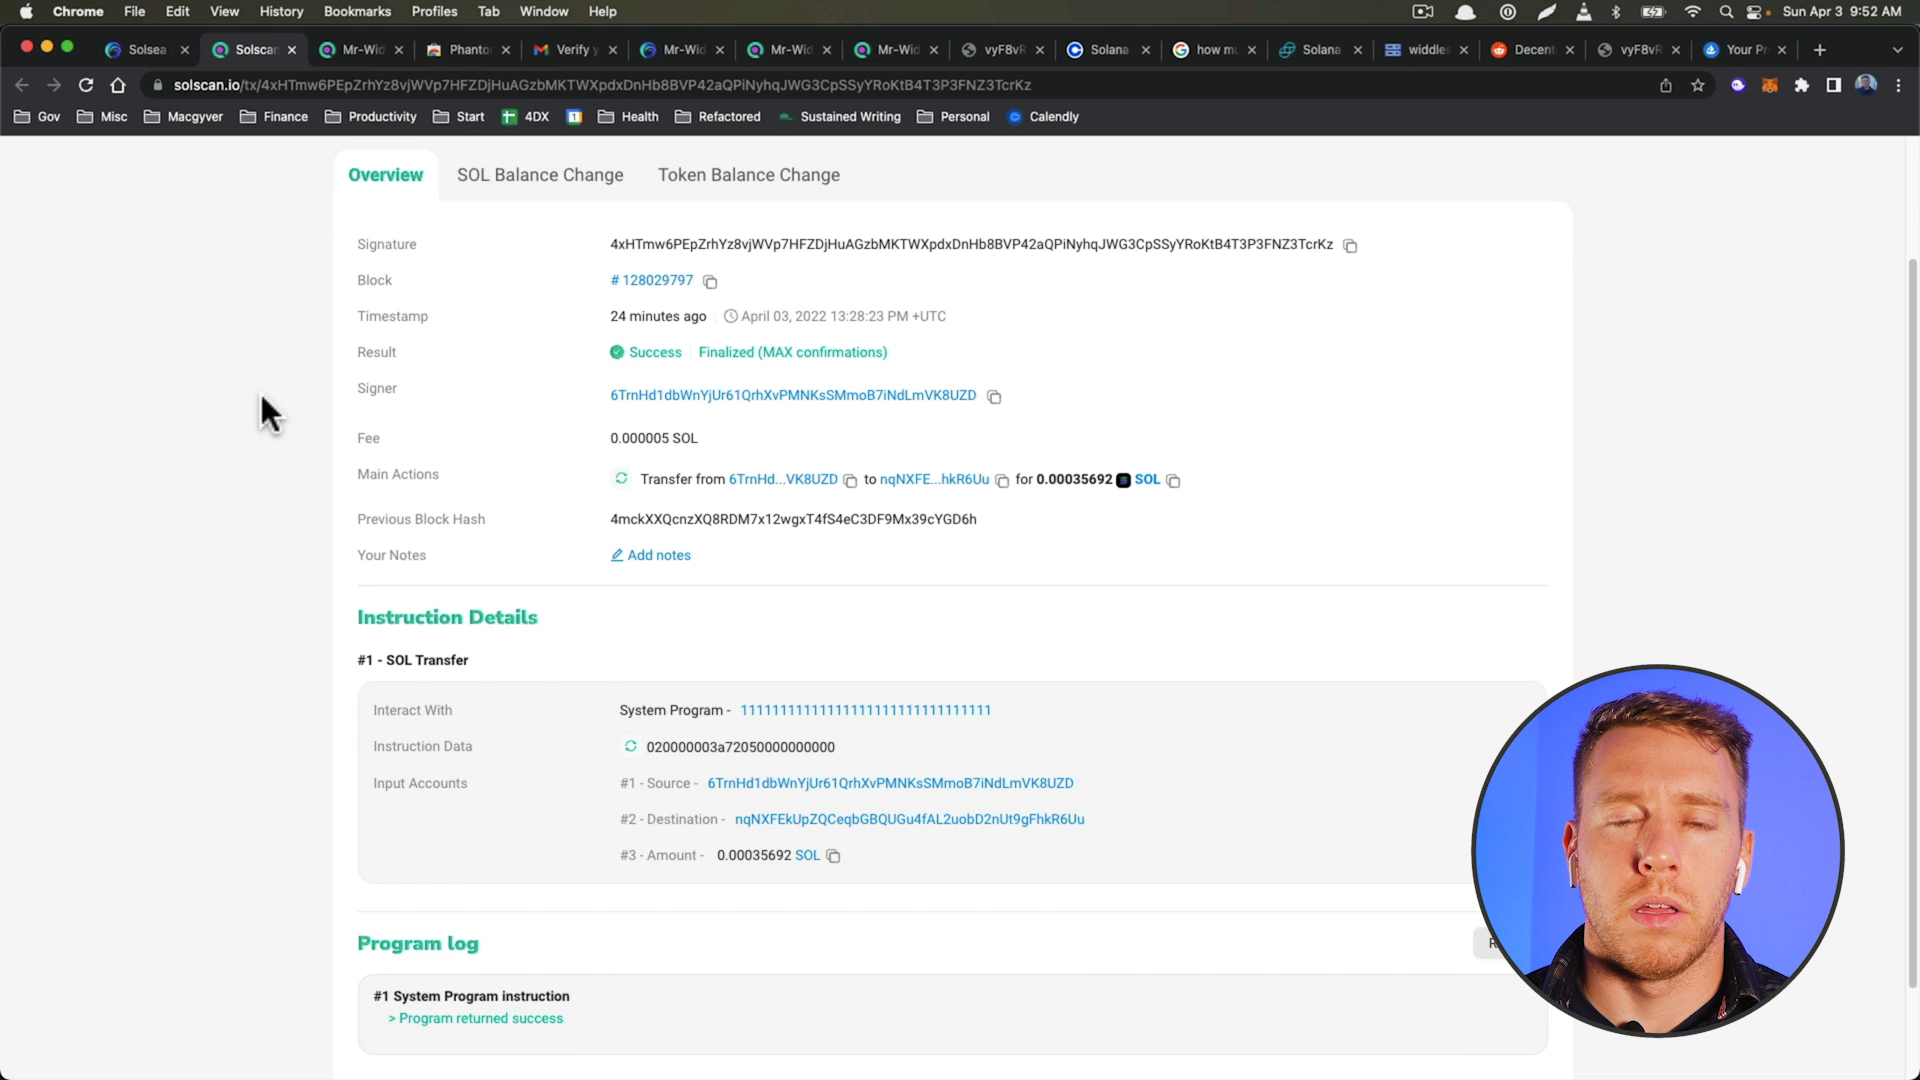 Chrome File Edit View History Bookmarks Profiles Tab Window Help Sun Apr 3 9:52 AM
Solsea Solscan Mr-Wid Phanto Verify y Mr-Wid Mr-Wid Mr-Wid vyF8vR Solana how mu Solana widdles Decent vyF8vR Your Pr
solscan.io/tx/4xHTmw6PEpZrhYz8vjWVp7HFZDjHuAGzbMKTWXpdxDnHb8BVP42aQPiNyhqJWG3CpSSyYRoKtB4T3P3FNZ3TcrKz
Gov Misc Macgyver Finance Productivity Start 4DX 1 Health Refactored Sustained Writing Personal Calendly
Overview SOL Balance Change Token Balance Change
Signature 4xHTmw6PEpZrhYz8vjWVp7HFZDjHuAGzbMKTWXpdxDnHb8BVP42aQPiNyhqJWG3CpSSyYRoKtB4T3P3FNZ3TcrKz
Block # 128029797
Timestamp 24 minutes ago April 03, 2022 13:28:23 PM +UTC
Result Success Finalized (MAX confirmations)
Signer 6TrnHd1dbWnYjUr61QrhXvPMNKsSMmoB7iNdLmVK8UZD
Fee 0.000005 SOL
Main Actions Transfer from 6TrnHd...VK8UZD to nqNXFE...hkR6Uu for 0.00035692 SOL
Previous Block Hash 4mckXXQcnzXQ8RDM7x12wgxT4fS4eC3DF9Mx39cYGD6h
Your Notes Add notes
Instruction Details
#1 - SOL Transfer
Interact With System Program - 11111111111111111111111111111111
Instruction Data 020000003a72050000000000
Input Accounts #1 - Source - 6TrnHd1dbWnYjUr61QrhXvPMNKsSMmoB7iNdLmVK8UZD
#2 - Destination - nqNXFEkUpZQCeqbGBQUGu4fAL2uobD2nUt9gFhkR6Uu
#3 - Amount - 0.00035692 SOL
Program log
#1 System Program instruction
> Program returned success